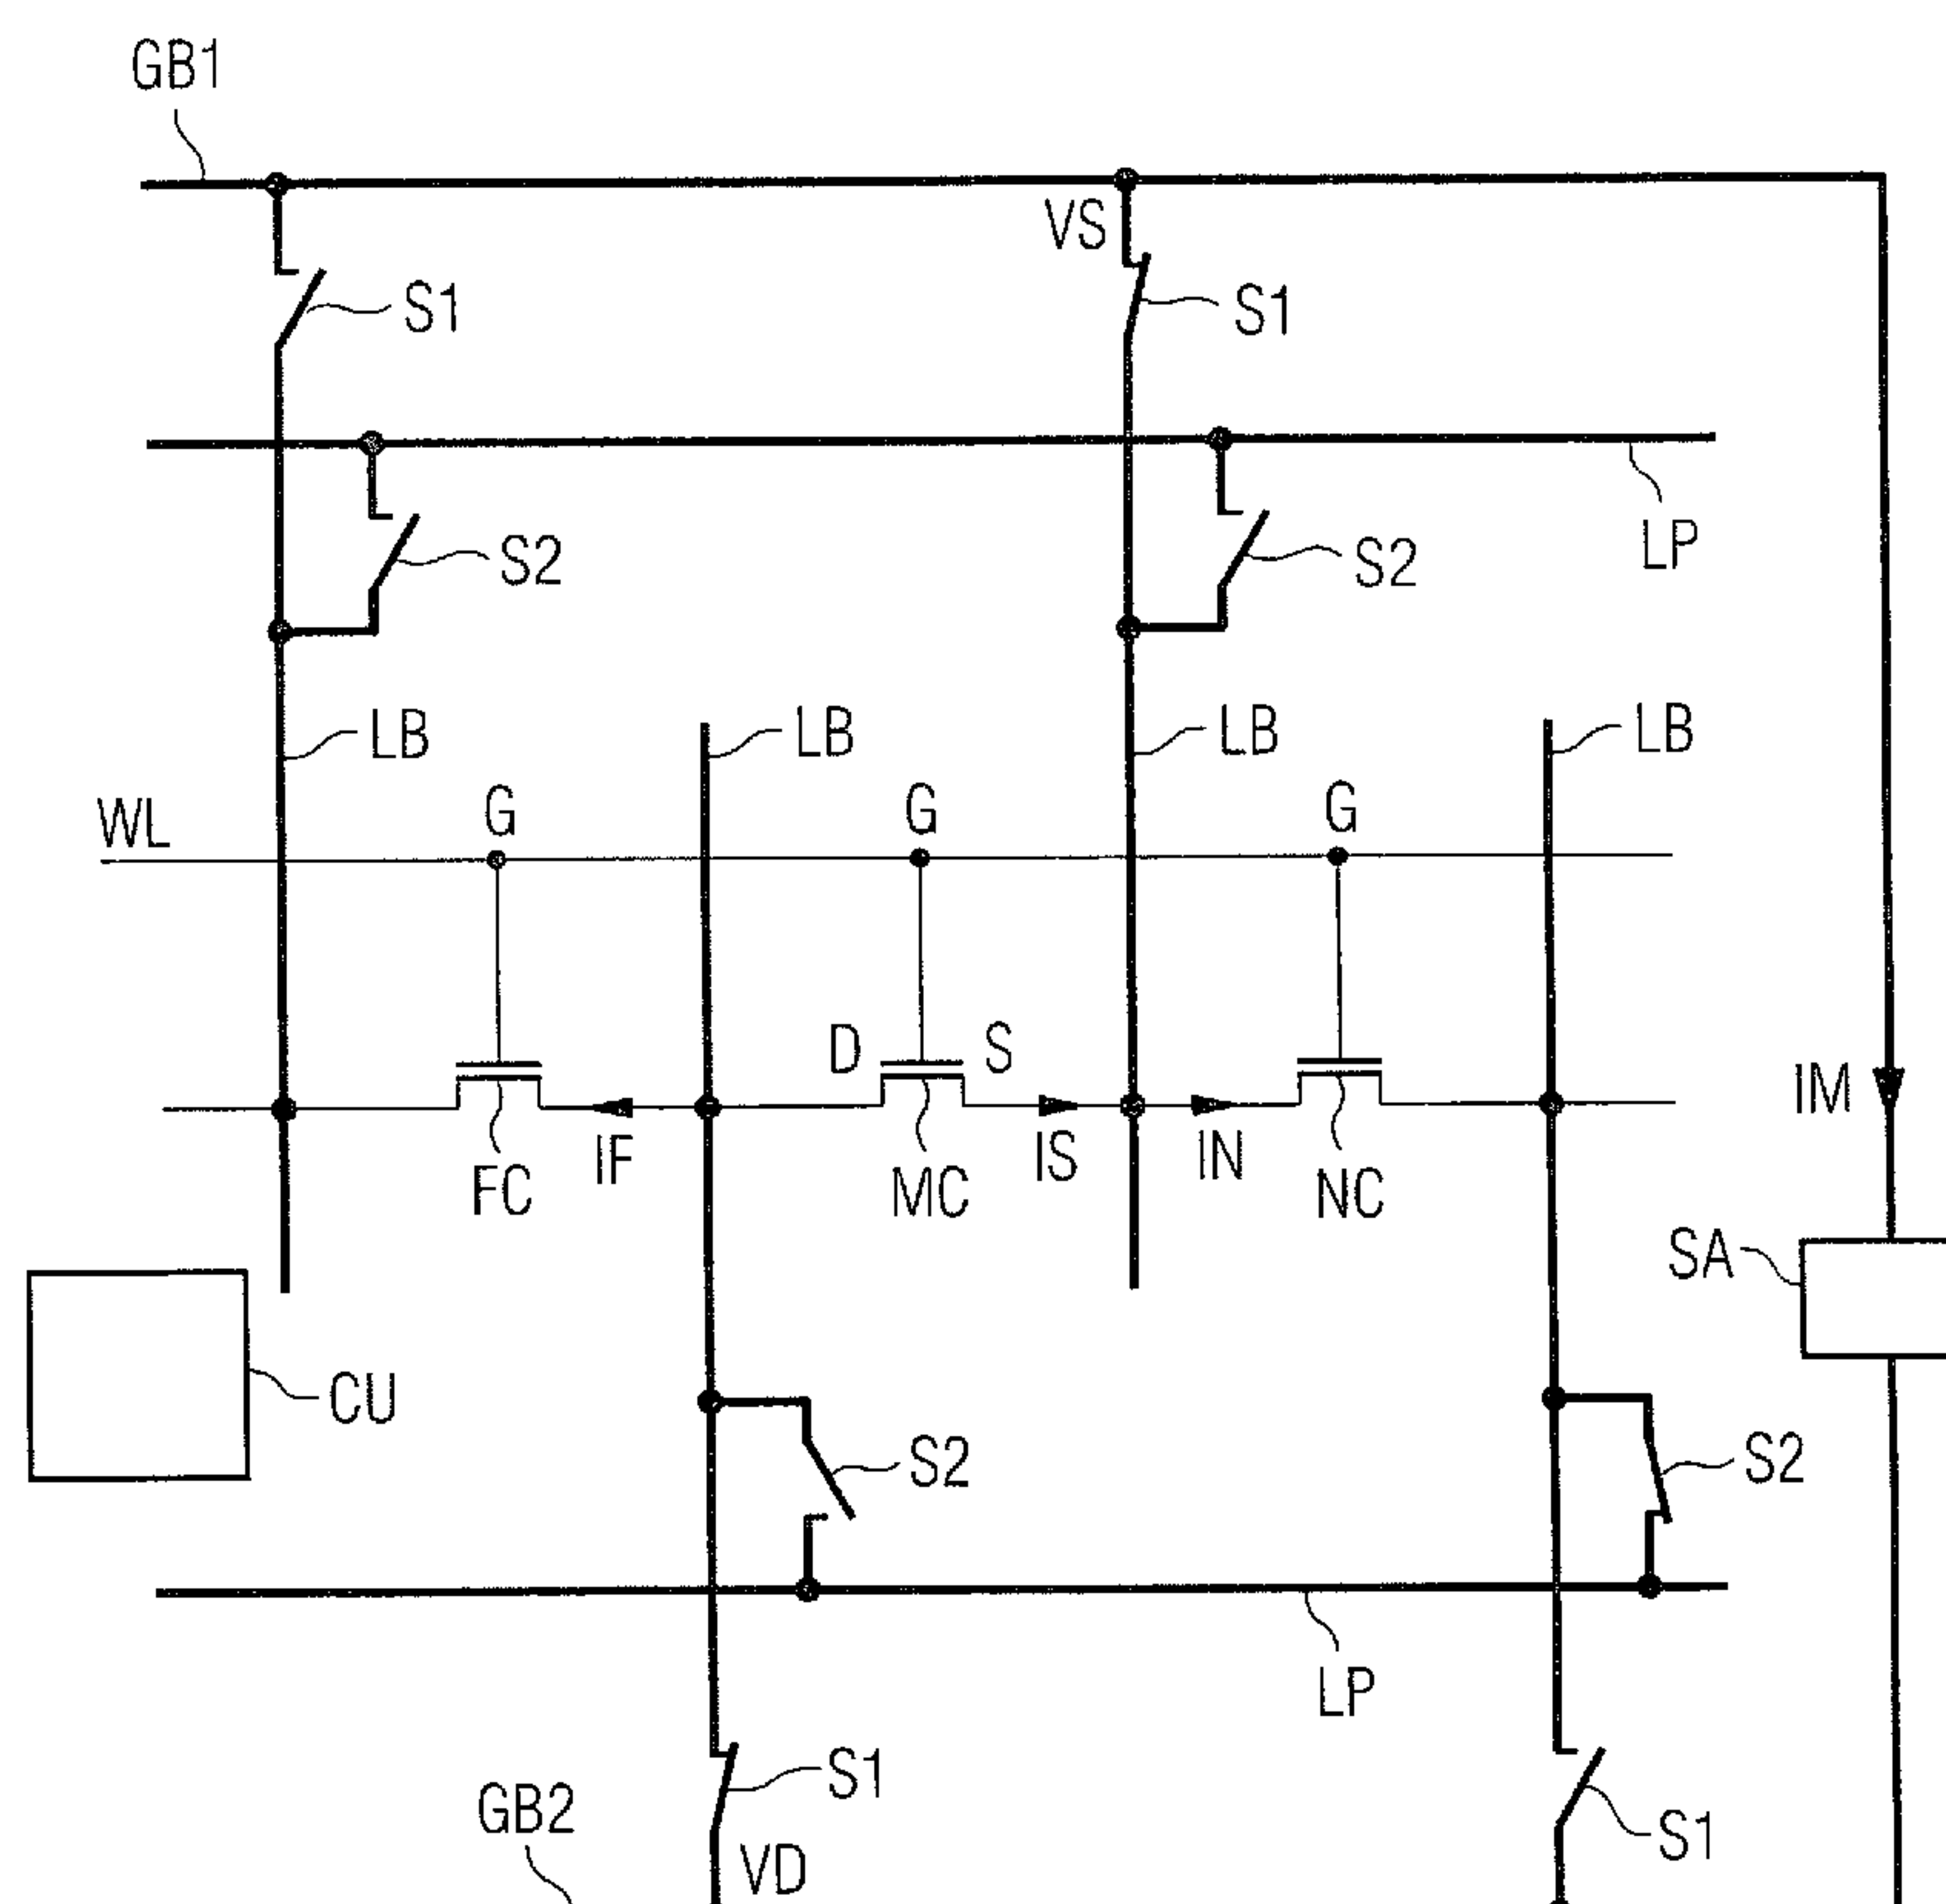 GB1
VS
S1
S1
S2
S2
LP
LB
LB
LB
LB
WL
G
G
G
D
S
IM
IF
IS
IN
FC
MC
NC
SA
CU
S2
S2
LP
S1
GB2
S1
VD